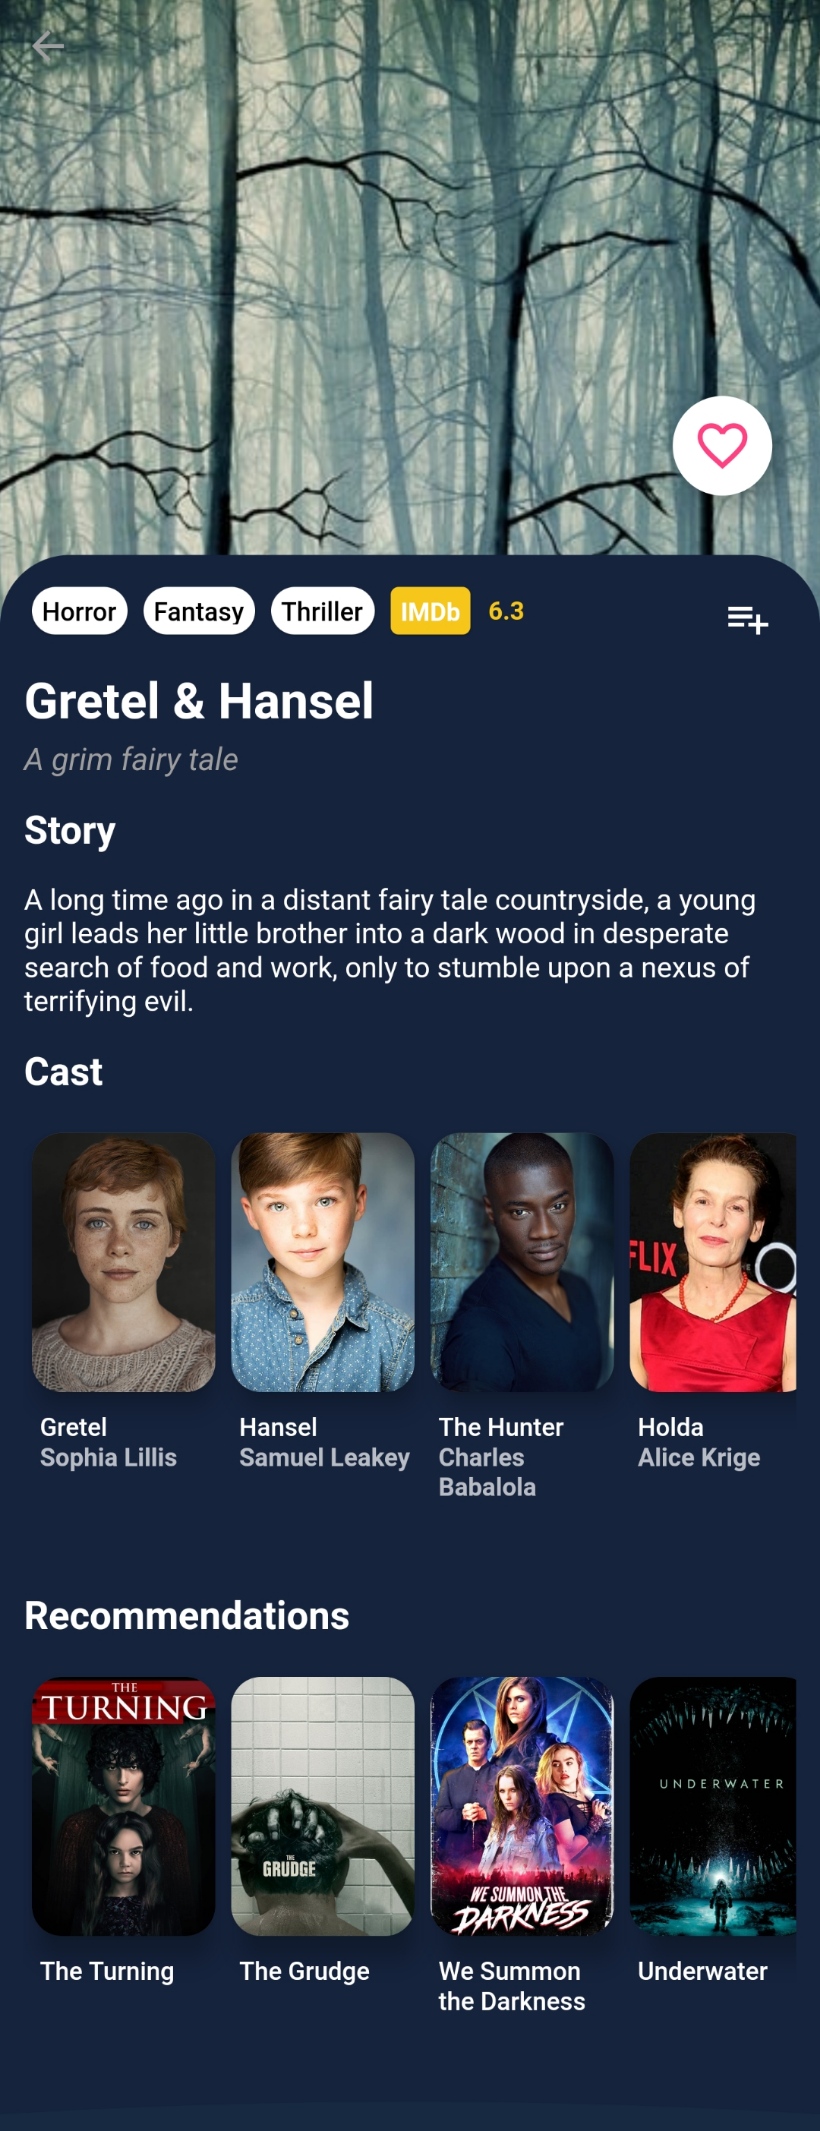 Horror
Fantasy
Thriller
IMDb
6.3
Gretel & Hansel
A grim fairy tale
Story
A long time ago in a distant fairy tale countryside, a young
girl leads her little brother into a dark wood in desperate
search of food and work, only to stumble upon a nexus of
terrifying evil.
Cast
FLIX
Gretel
Sophia Lillis
Hansel
Samuel Leakey
The Hunter
Charles
Babalola
Holda
Alice Krige
Recommendations
THE
TURNING
THE
GRUDGE
WE SUMMON THE
DARKNESS
UNDERWATER
The Turning
The Grudge
We Summon
the Darkness
Underwater